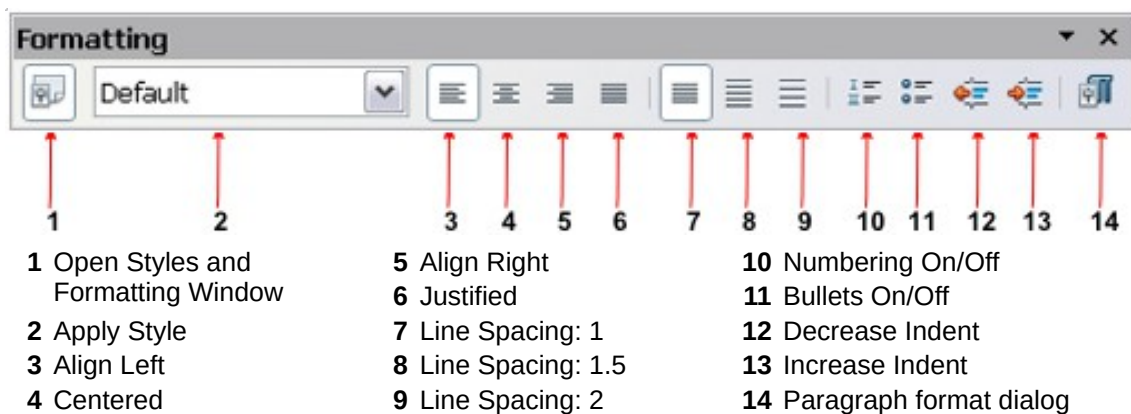 Formatting
Default
1 2 3 4 5 6 7 8 9 10 11 12 13 14
1 Open Styles and
Formatting Window
2 Apply Style
3 Align Left
4 Centered
5 Align Right
6 Justified
7 Line Spacing: 1
8 Line Spacing: 1.5
9 Line Spacing: 2
10 Numbering On/Off
11 Bullets On/Off
12 Decrease Indent
13 Increase Indent
14 Paragraph format dialog